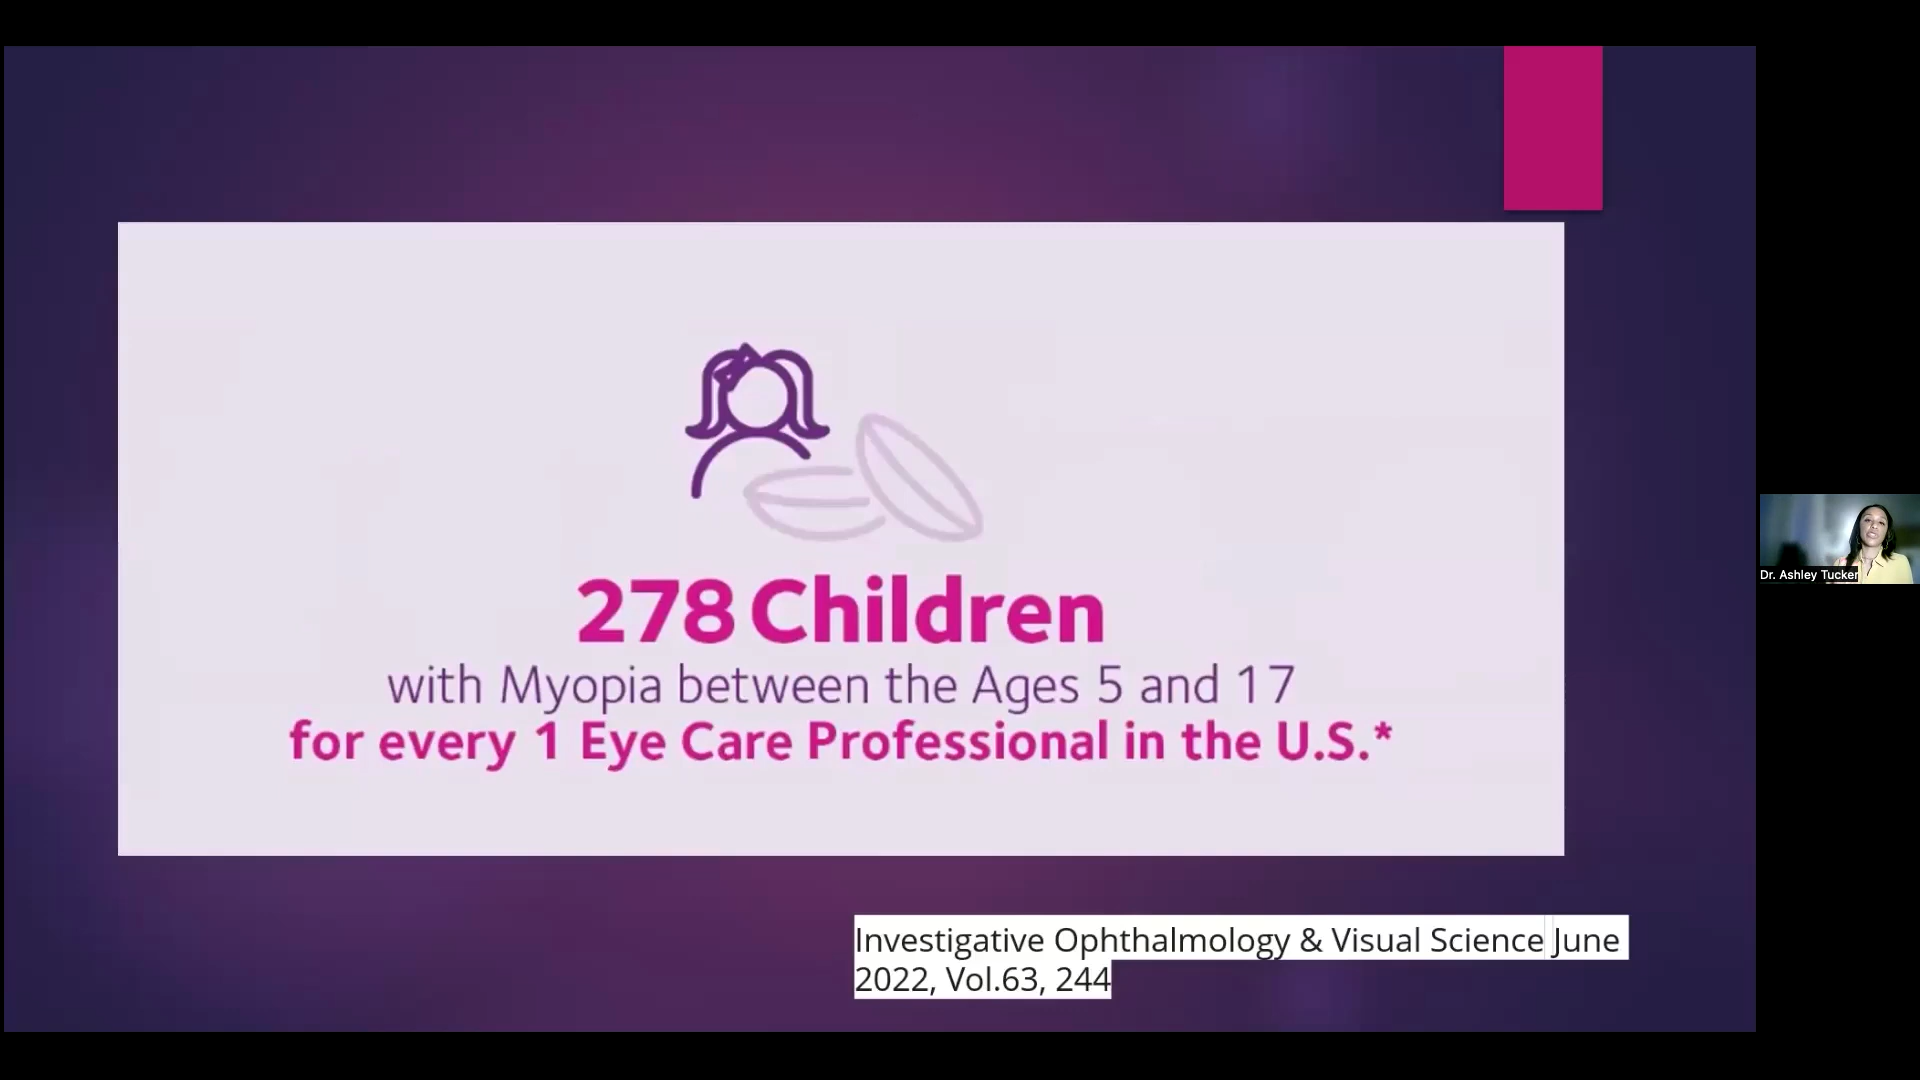 278 Children
with Myopia between the Ages 5 and 17
for every 1 Eye Care Professional in the U.S.*
Dr. Ashley Tucker
Investigative Ophthalmology & Visual Science June
2022, Vol.63, 244